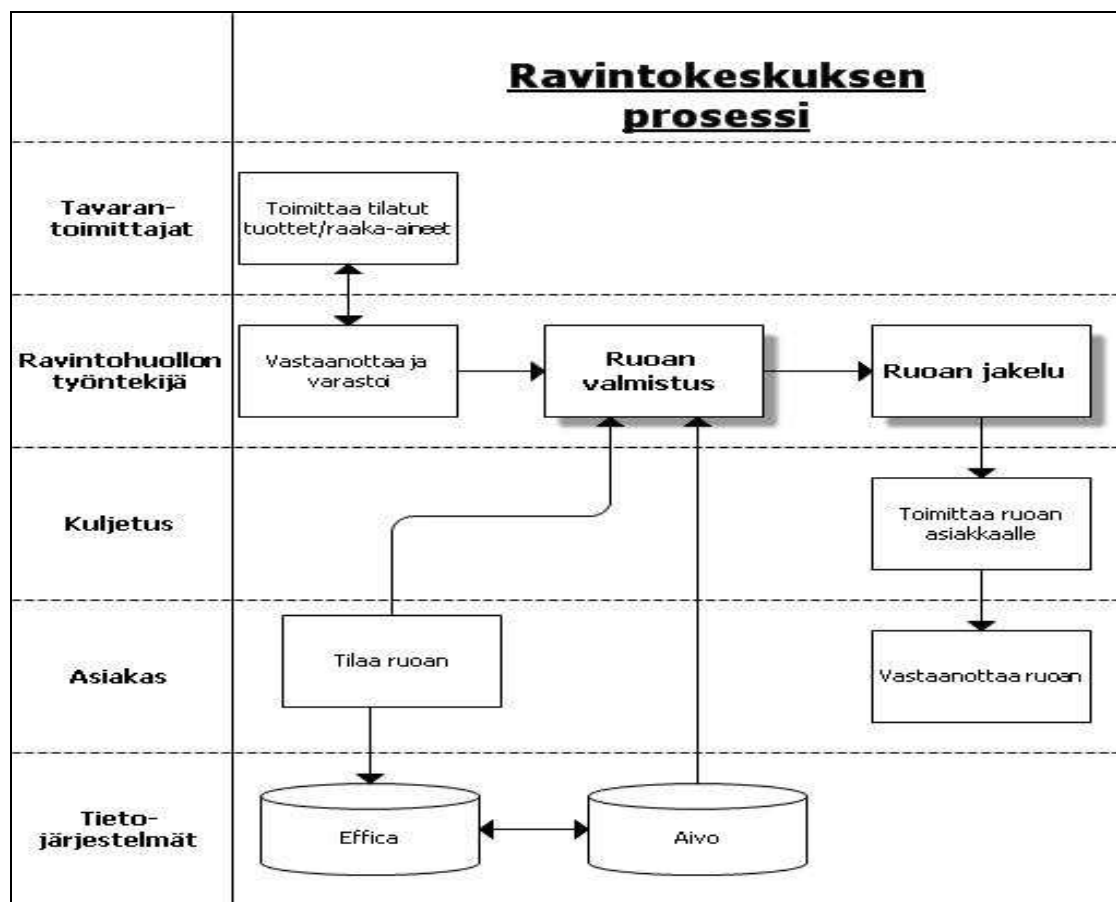 Ravintokeskuksen
prosessi
Tavaran-
toimittajat
Toimittaa tilatut
tuottet/raaka-aineet
Ravintohuollon
työntekijä
Vastaanottaa ja
varastoi
Ruoan
valmistus
Ruoan jakelu
Kuljetus
Toimittaa ruoan
asiakkaalle
Asiakas
Tilaa ruoan
Vastaanottaa ruoan
Tieto-
järjestelmät
Effica
Aivo